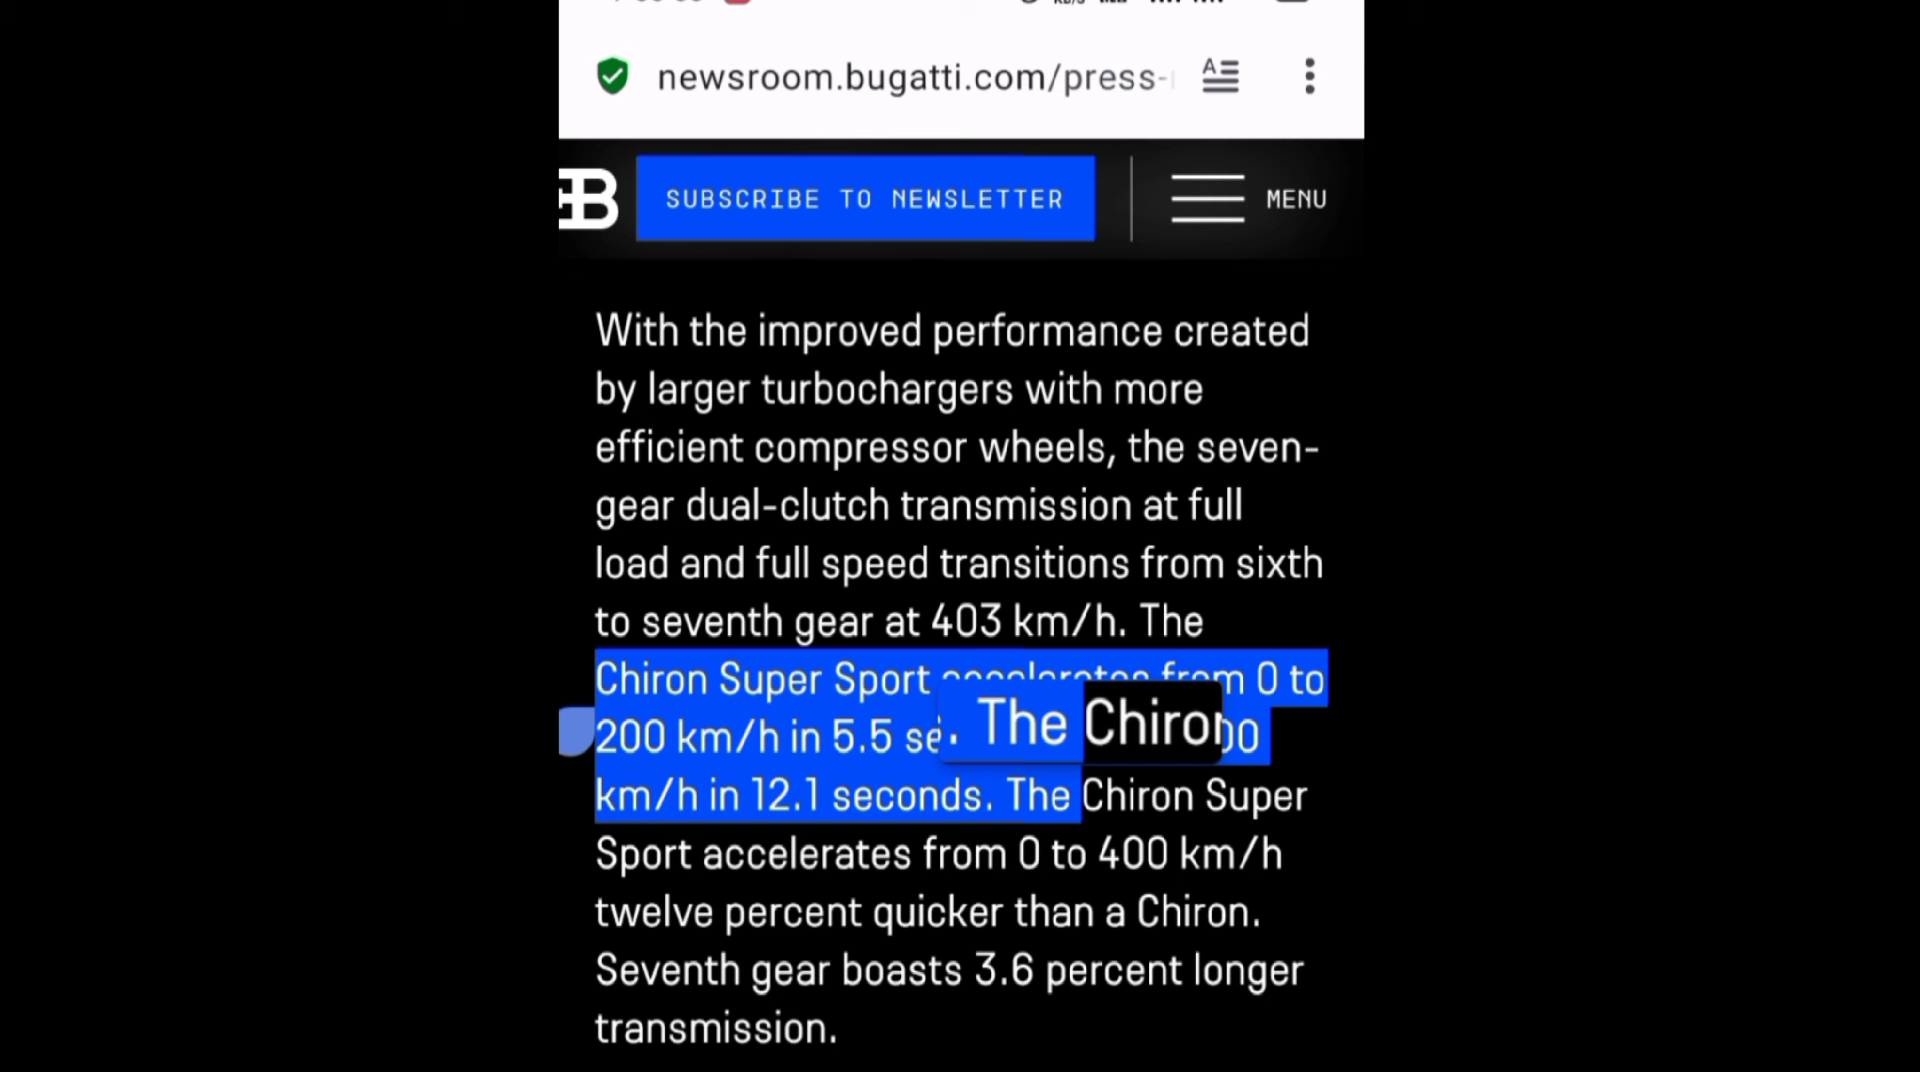 newsroom.bugatti.com/press-
SUBSCRIBE TO NEWSLETTER
MENU
With the improved performance created
by larger turbochargers with more
efficient compressor wheels, the seven-
gear dual-clutch transmission at full
load and full speed transitions from sixth
to seventh gear at 403 km/h. The
Chiron Super Sport accelerates from 0 to
200 km/h in 5.5
. The Chiron
km/h in 12.1 seconds. The Chiron Super
Sport accelerates from 0 to 400 km/h
twelve percent quicker than a Chiron.
Seventh gear boasts 3.6 percent longer
transmission.